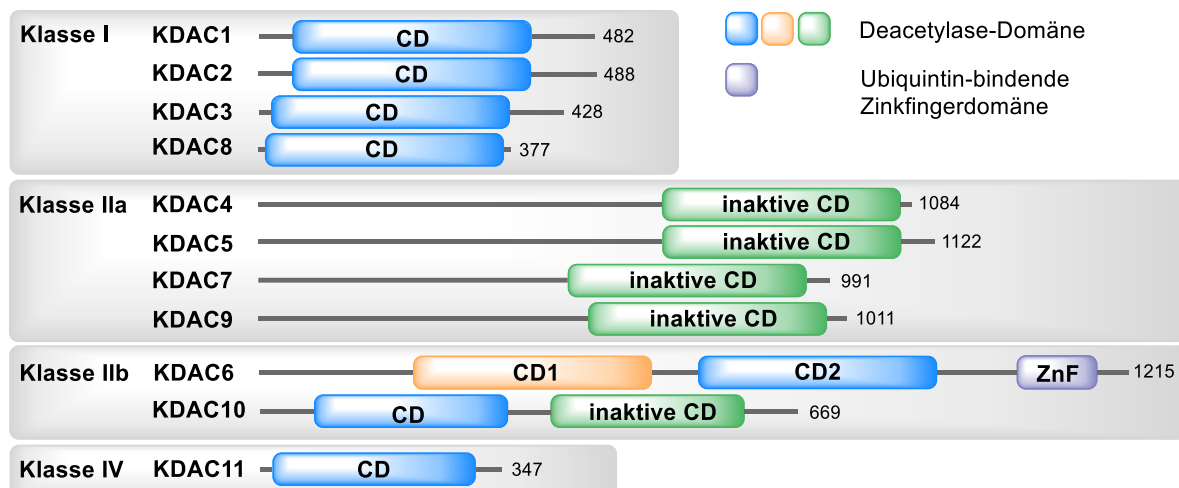 Klasse I KDAC1 CD 482
KDAC2 CD 488
KDAC3 CD 428
KDAC8 CD 377
Deacetylase-Domäne
Ubiquintin-bindende
Zinkfingerdomäne
Klasse IIa KDAC4 inaktive CD 1084
KDAC5 inaktive CD 1122
KDAC7 inaktive CD 991
KDAC9 inaktive CD 1011
Klasse IIb KDAC6 CD1 CD2 ZnF 1215
KDAC10 CD inaktive CD 669
Klasse IV KDAC11 CD 347